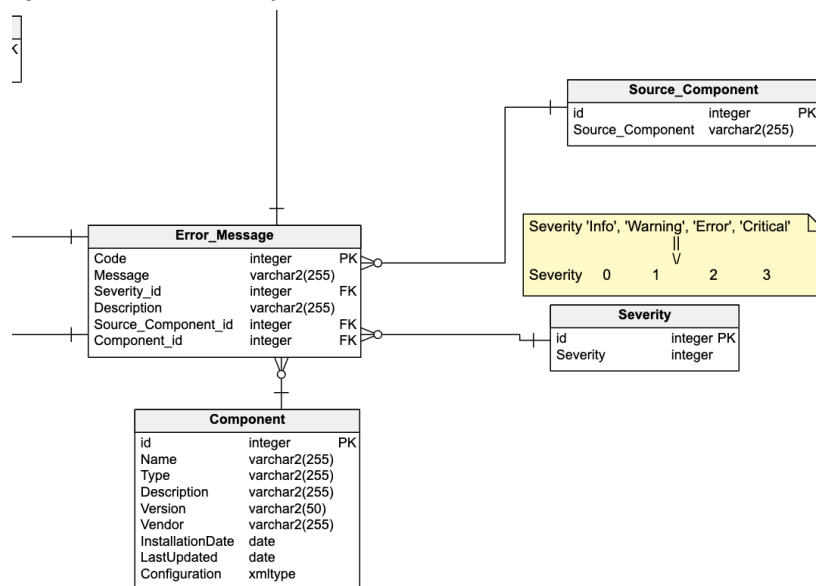 Source_Component
id integer PK
Source_Component varchar2(255)
Error_Message
Code integer PK
Message varchar2(255)
Severity_id integer FK
Description varchar2(255)
Source_Component_id integer FK
Component_id integer FK
Severity 'Info', 'Warning', 'Error', 'Critical'
||
\/
Severity 0 1 2 3
Severity
id integer PK
Severity integer
Component
id integer PK
Name varchar2(255)
Type varchar2(255)
Description varchar2(255)
Version varchar2(50)
Vendor varchar2(255)
InstallationDate date
LastUpdated date
Configuration xmltype